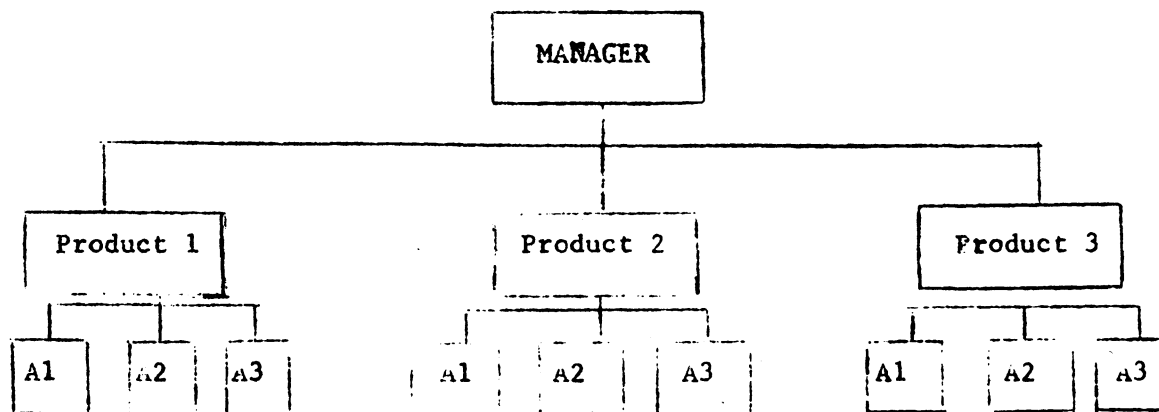 MANAGER
Product 1 Product 2 Product 3
A1 A2 A3 A1 A2 A3 A1 A2 A3